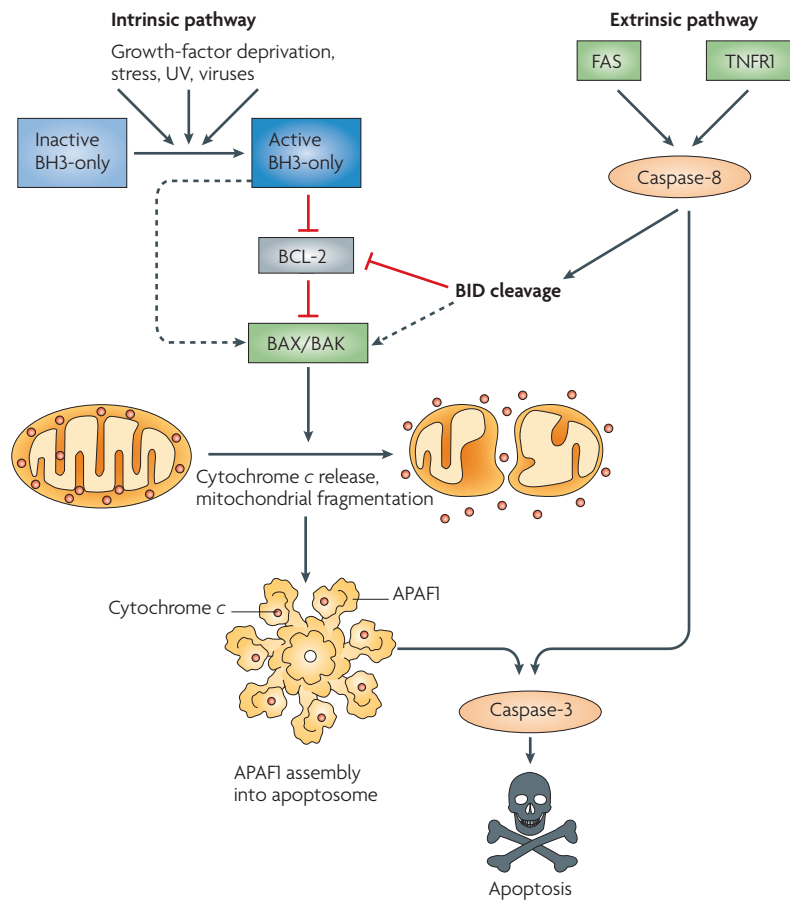 Intrinsic pathway
Extrinsic pathway
Growth-factor deprivation,
stress, UV, viruses
FAS
TNFR1
Inactive
BH3-only
Active
BH3-only
Caspase-8
BCL-2
BID cleavage
BAX/BAK
Cytochrome c release,
mitochondrial fragmentation
Cytochrome c
APAF1
Caspase-3
APAF1 assembly
into apoptosome
Apoptosis